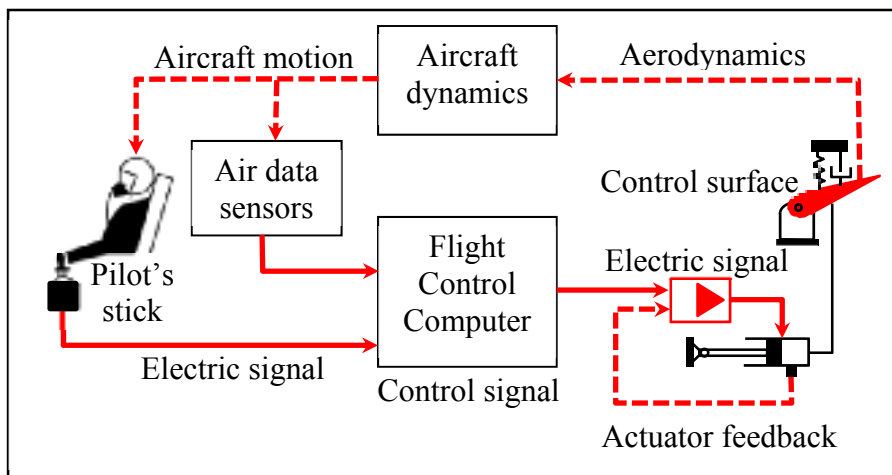 Aircraft motion
Aircraft
dynamics
Aerodynamics
Air data
sensors
Control surface
Pilot's
stick
Flight
Control
Computer
Electric signal
Electric signal
Control signal
Actuator feedback